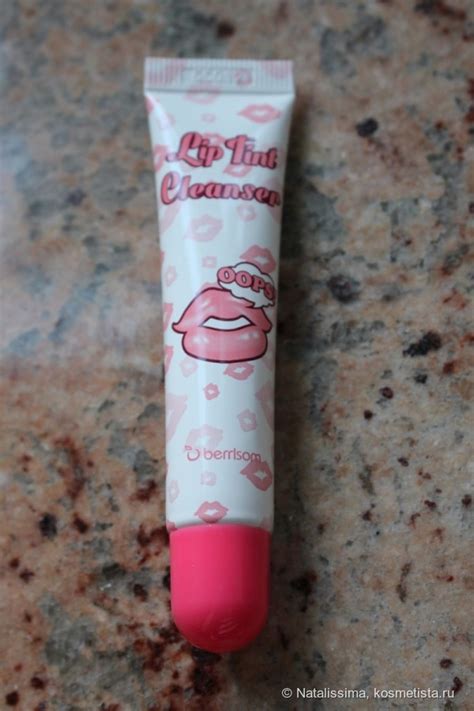 Lip Tint
Cleanser
OOPS
berrisom
© Natalissima, kosmetista.ru